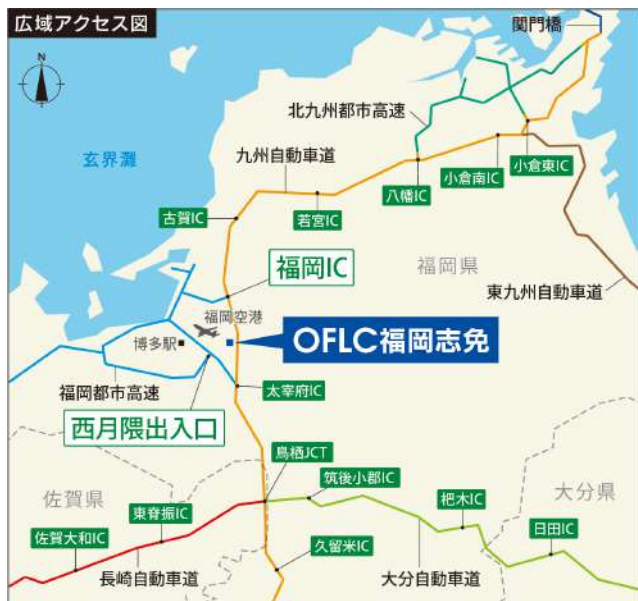 広域アクセス図
N
関門橋
北九州都市高速
玄界灘
九州自動車道
小倉東IC
小倉南IC
八幡IC
若宮IC
古賀IC
福岡IC
福岡県
東九州自動車道
福岡空港
博多駅
OFLC福岡志免
福岡都市高速
太宰府IC
西月隈出入口
鳥栖JCT
筑後小郡IC
佐賀県
大分県
東脊振IC
杷木IC
佐賀大和IC
日田IC
久留米IC
長崎自動車道
大分自動車道